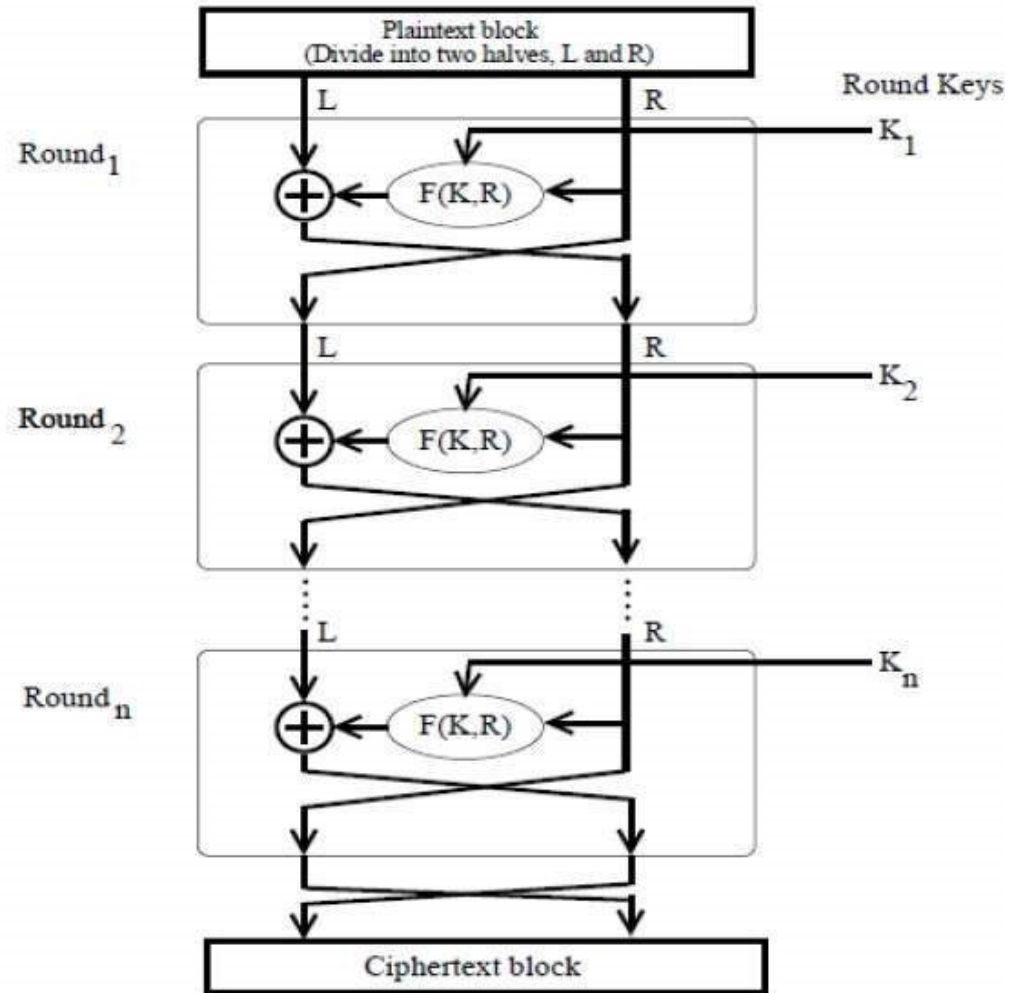 Plaintext block
(Divide into two halves, L and R)
Round Keys
L
R
K1
Round1
F(K,R)
L
R
K2
Round2
F(K,R)
L
R
Kn
Roundn
F(K,R)
Ciphertext block